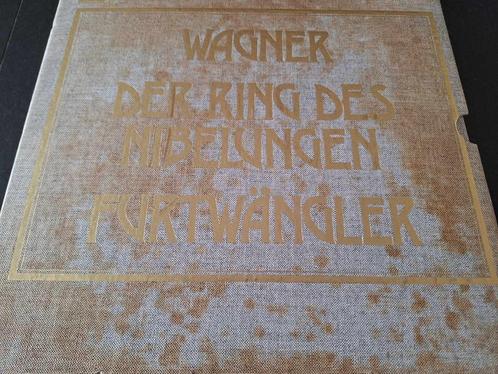 WAGNER
DER RING DES
NIBELUNGEN
FURTWÄNGLER